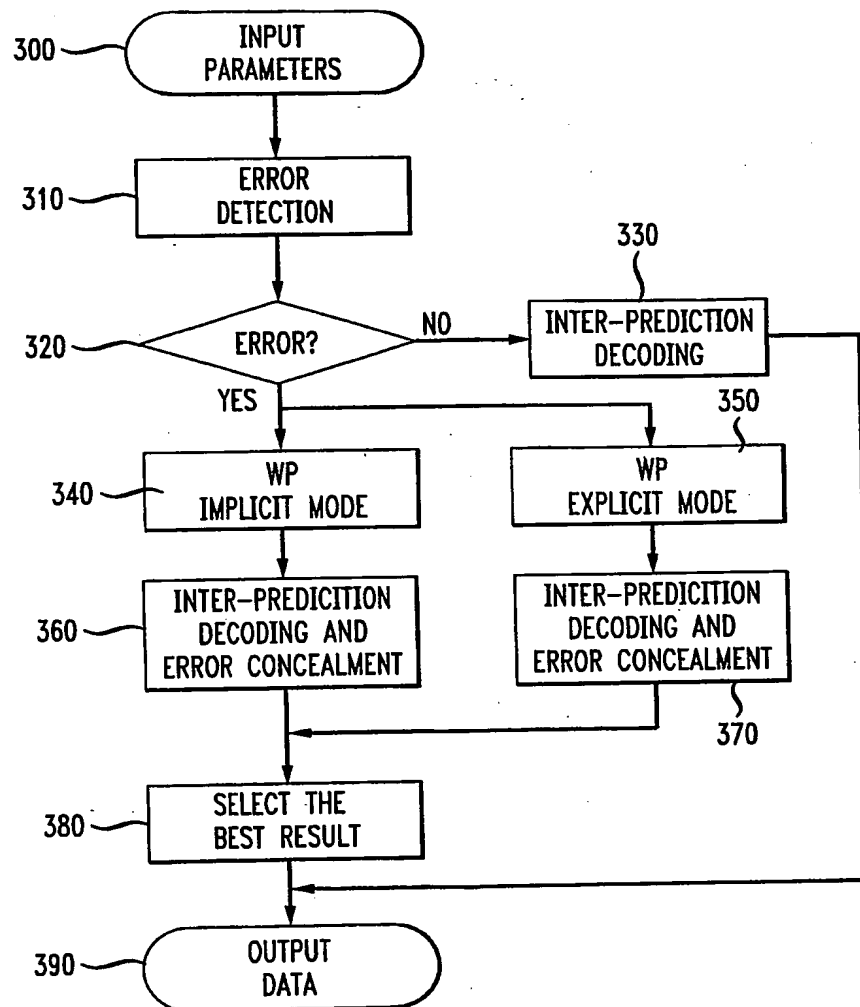 300
INPUT
PARAMETERS
310
ERROR
DETECTION
320
ERROR?
NO
330
INTER-PREDICTION
DECODING
YES
340
WP
IMPLICIT MODE
350
WP
EXPLICIT MODE
360
INTER-PREDICITION
DECODING AND
ERROR CONCEALMENT
INTER-PREDICITION
DECODING AND
ERROR CONCEALMENT
370
380
SELECT THE
BEST RESULT
390
OUTPUT
DATA